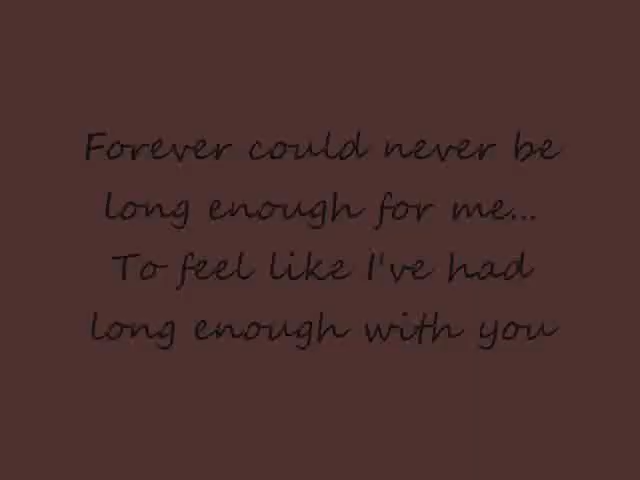 Forever could never be
long enough for me...
To feel like I've had
long enough with you